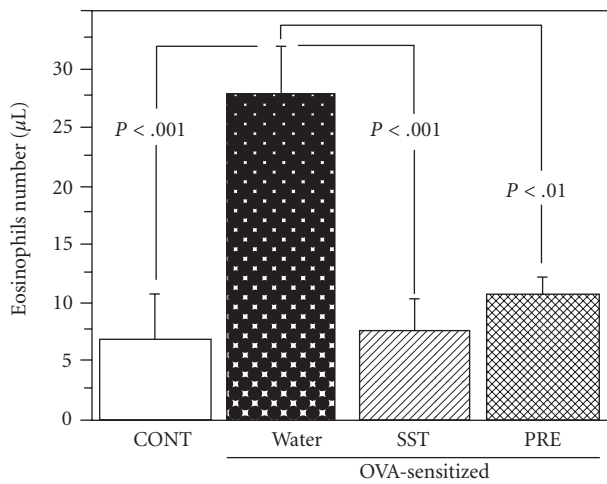 Eosinophils number (μL)
30
25
20
15
10
5
0
P < .001
P < .001
P < .01
CONT
Water
SST
PRE
OVA-sensitized